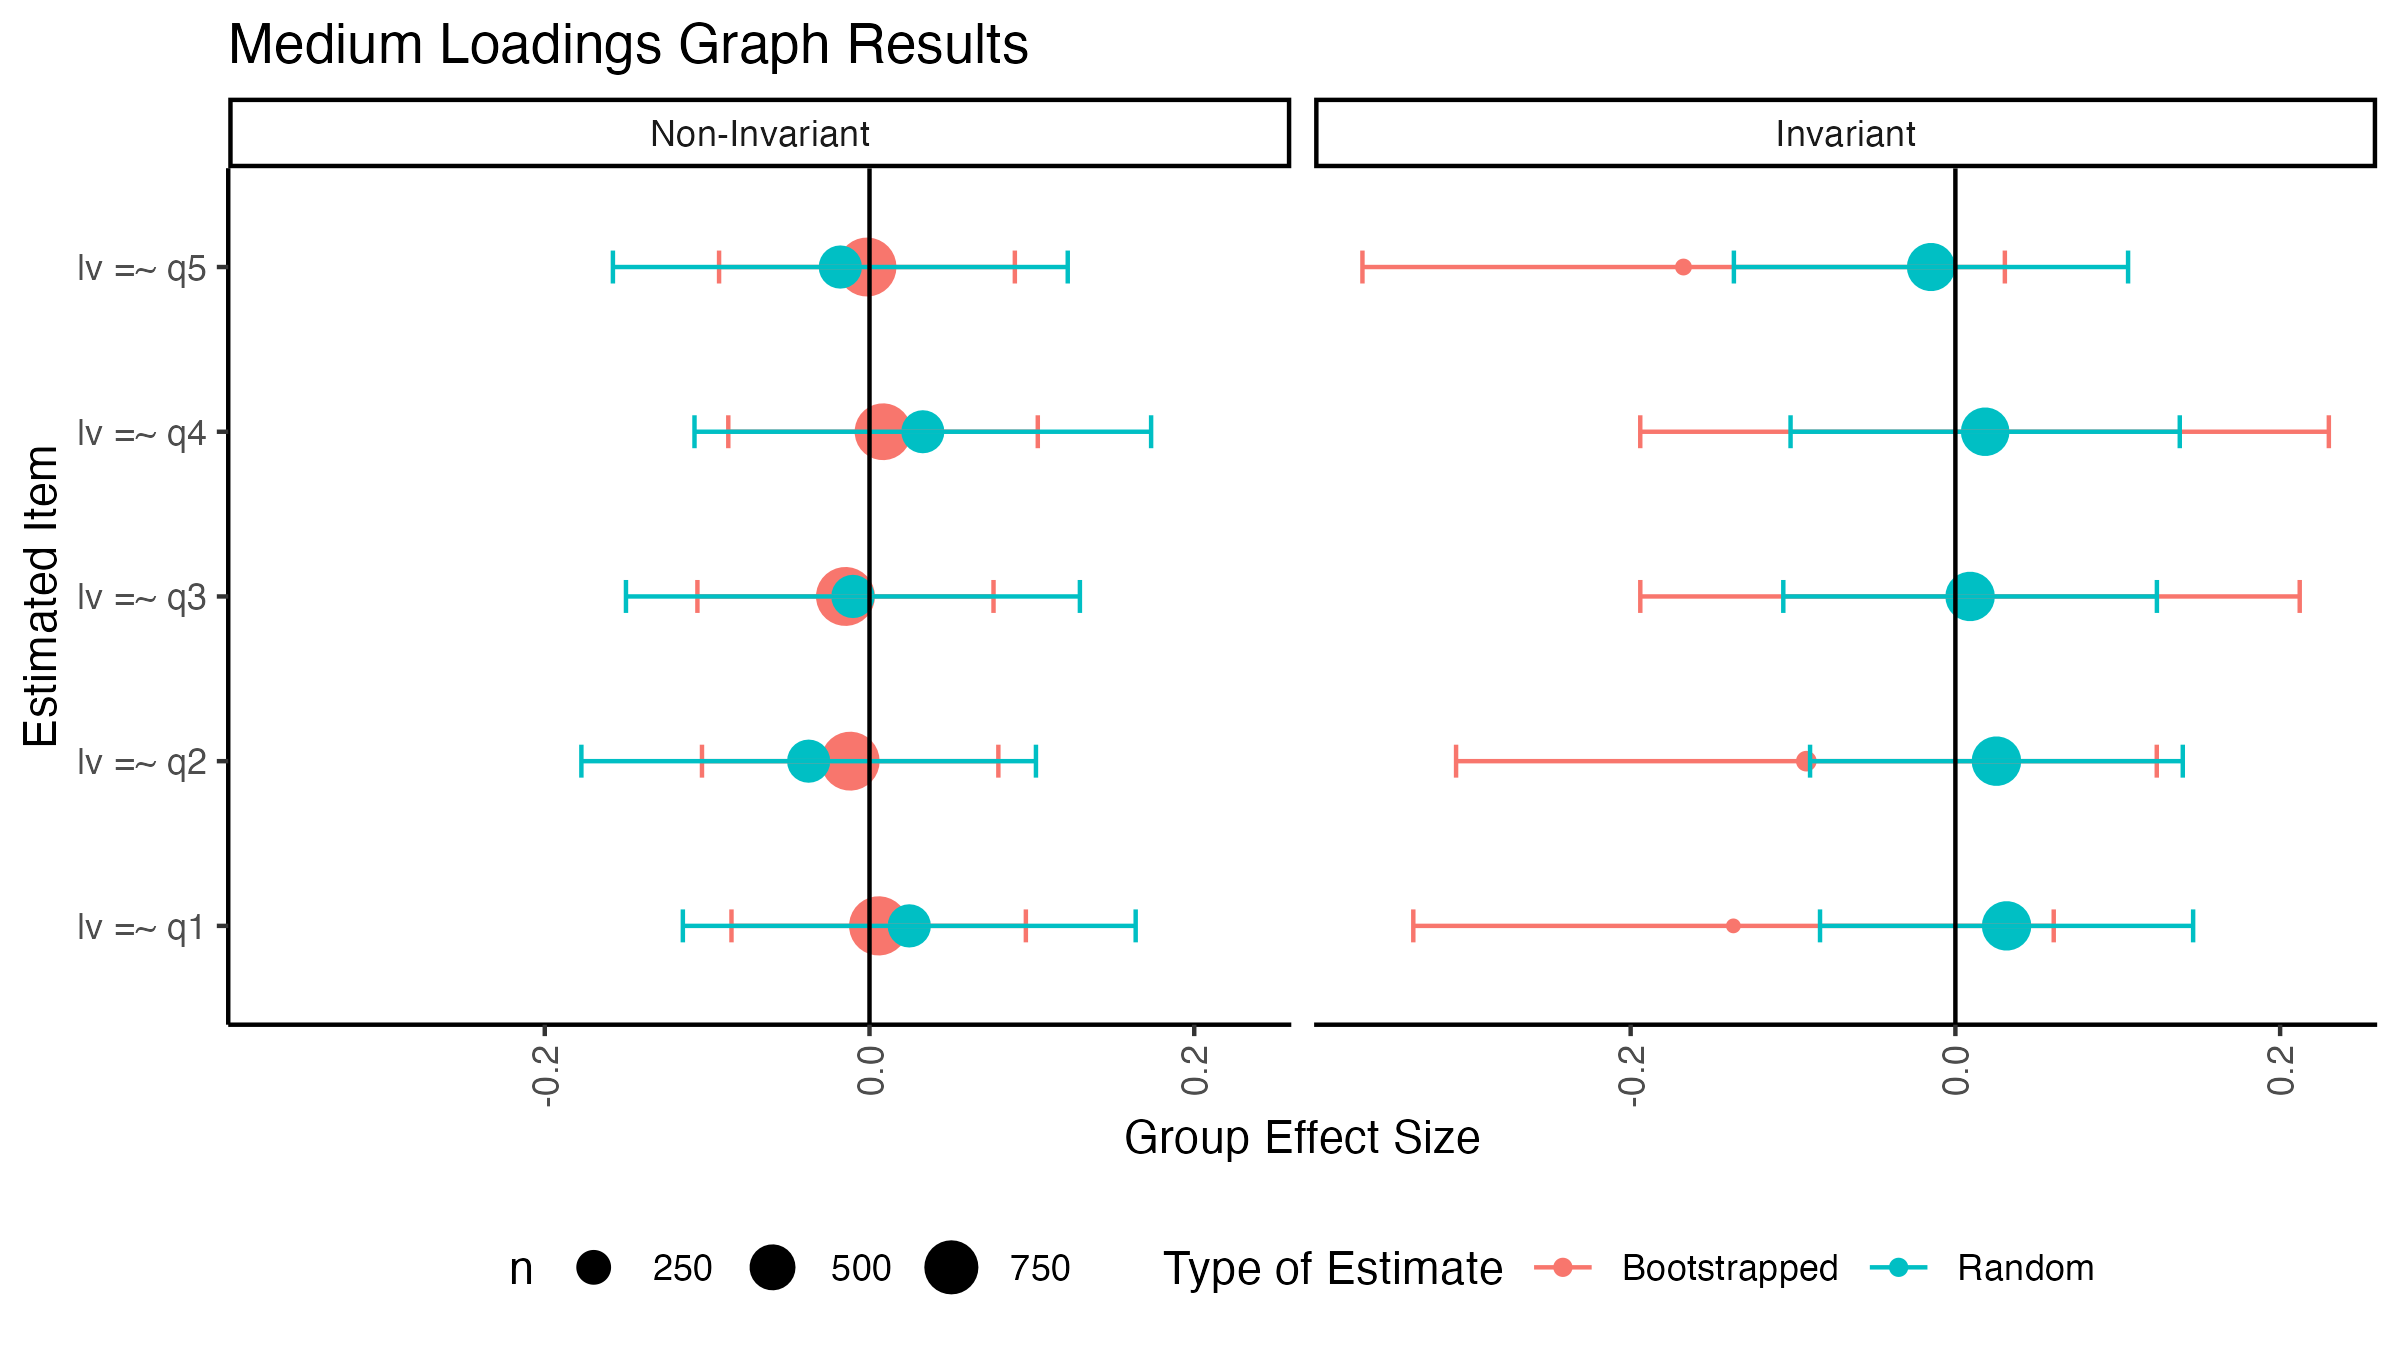 Medium Loadings Graph Results
Non-Invariant
Invariant
Estimated Item
lv =~ q5
lv =~ q4
lv =~ q3
lv =~ q2
lv =~ q1
-0.2
0.0
0.2
-0.2
0.0
0.2
Group Effect Size
n 250 500 750 Type of Estimate Bootstrapped Random